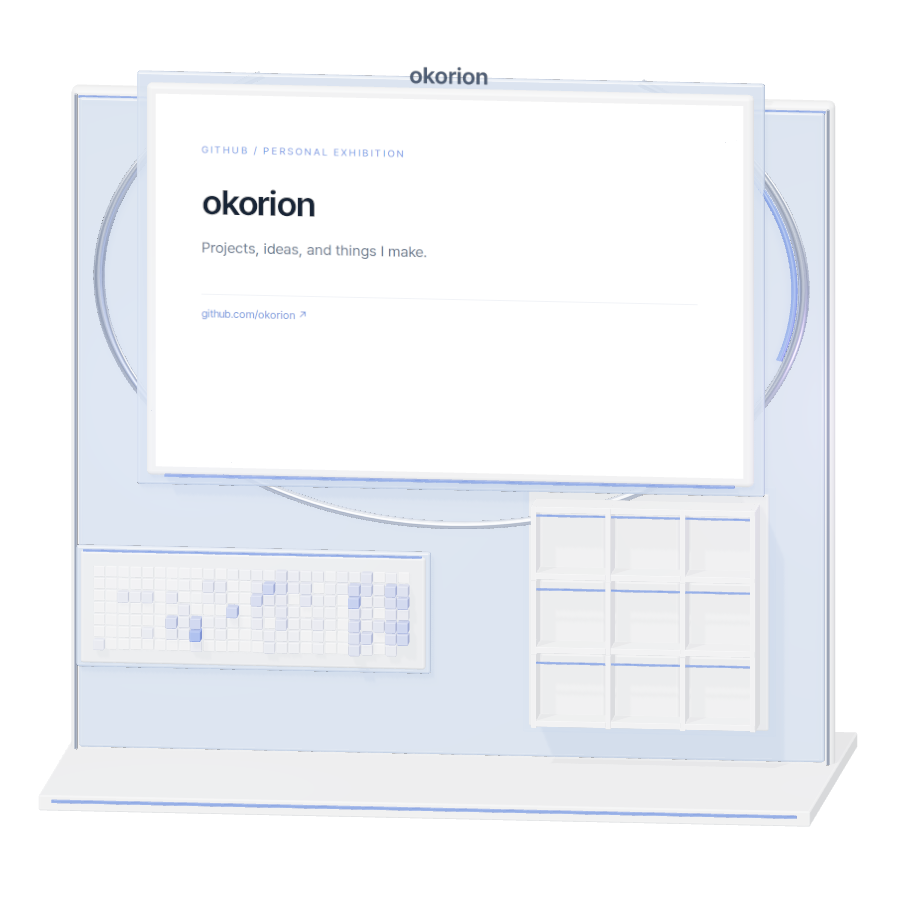 okorion
GITHUB / PERSONAL EXHIBITION
okorion
Projects, ideas, and things I make.
github.com/okorion ↗